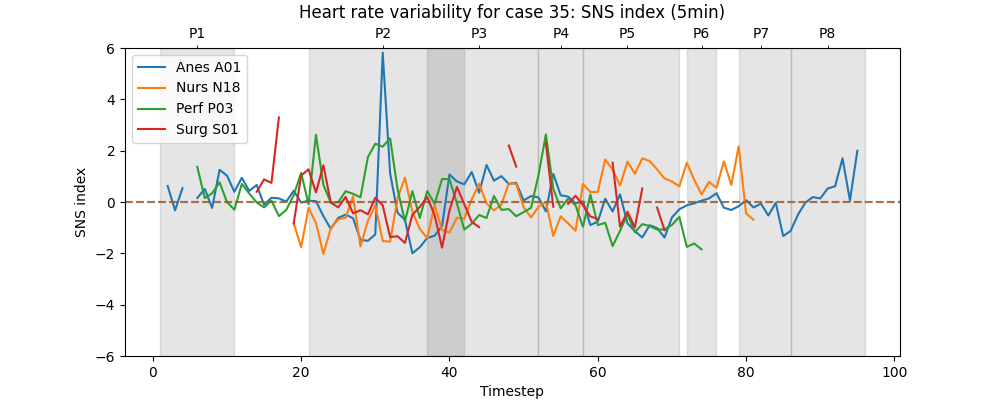 Heart rate variability for case 35: SNS index (5min)
P1 P2 P3 P4 P5 P6 P7 P8
Anes A01
Nurs N18
Perf P03
Surg S01
SNS index
6
4
2
0
−2
−4
−6
0 20 40 60 80 100
Timestep